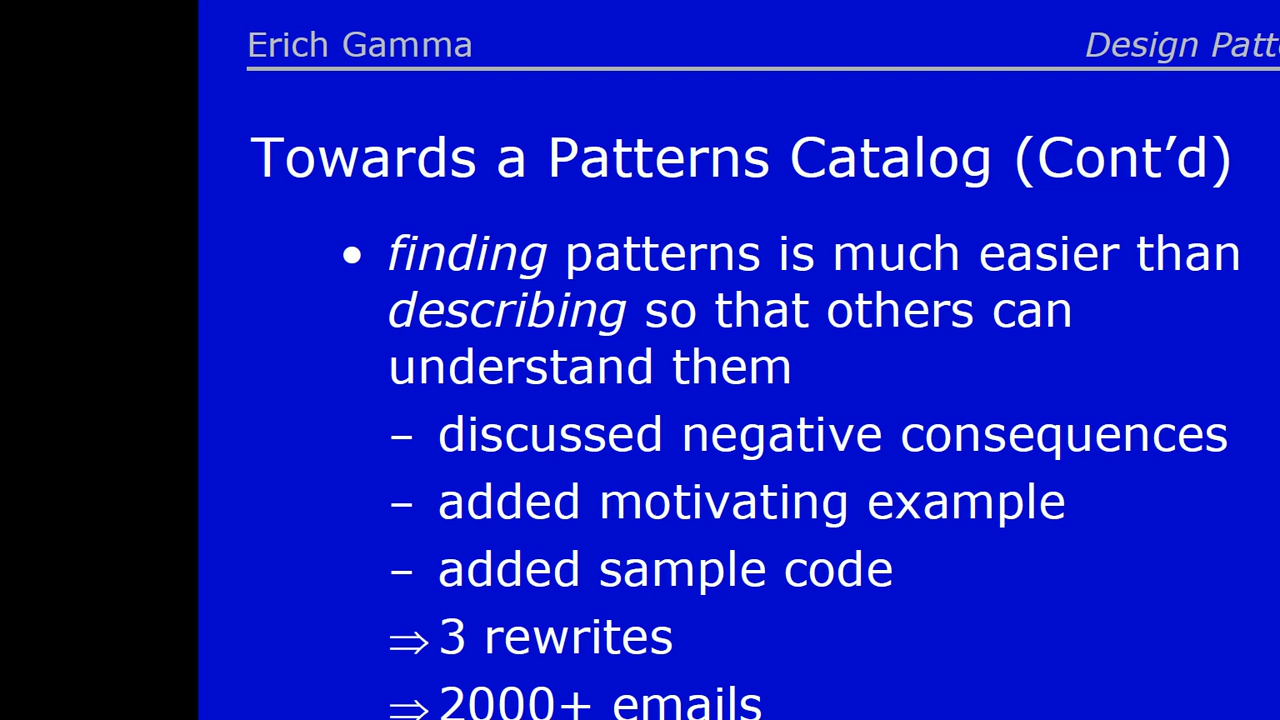 Erich Gamma
Design
Towards a Patterns Catalog (Cont’d)
• finding patterns is much easier than
describing so that others can
understand them
– discussed negative consequences
– added motivating example
– added sample code
⇒ 3 rewrites
⇒ 2000+ emails